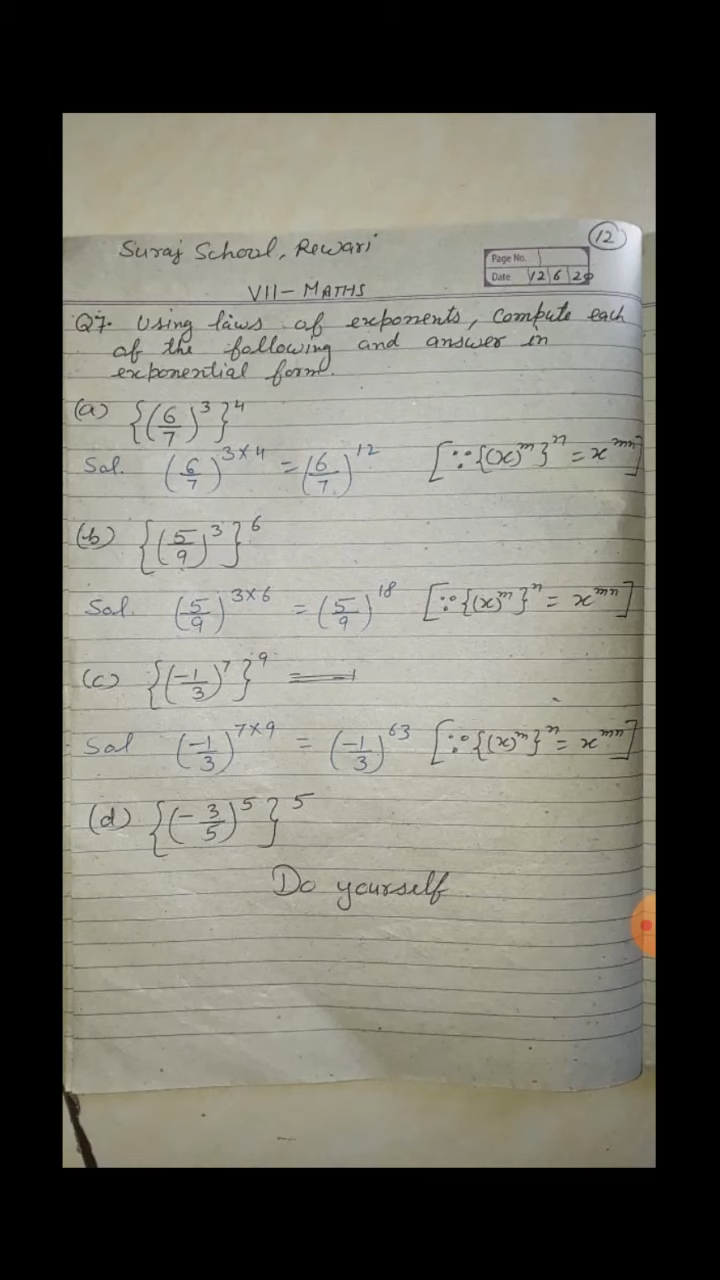 Suraj School, Rewari
12
Page No. 1
Date 12/6/20
VII - MATHS
Q7. Using laws of exponents, compute each
of the following and answer in
exponential form.
(a) {(6/7)^3}^4
Sol. (6/7)^3×4 = (6/7)^12 [∵{(x)^m}^n = x^mn]
(b) {(5/9)^3}^6
Sol. (5/9)^3×6 = (5/9)^18 [∵{(x)^m}^n = x^mn]
(c) {(-1/3)^7}^9
Sol (-1/3)^7×9 = (-1/3)^63 [∵{(x)^m}^n = x^mn]
(d) {(-3/5)^5}^5
Do yourself